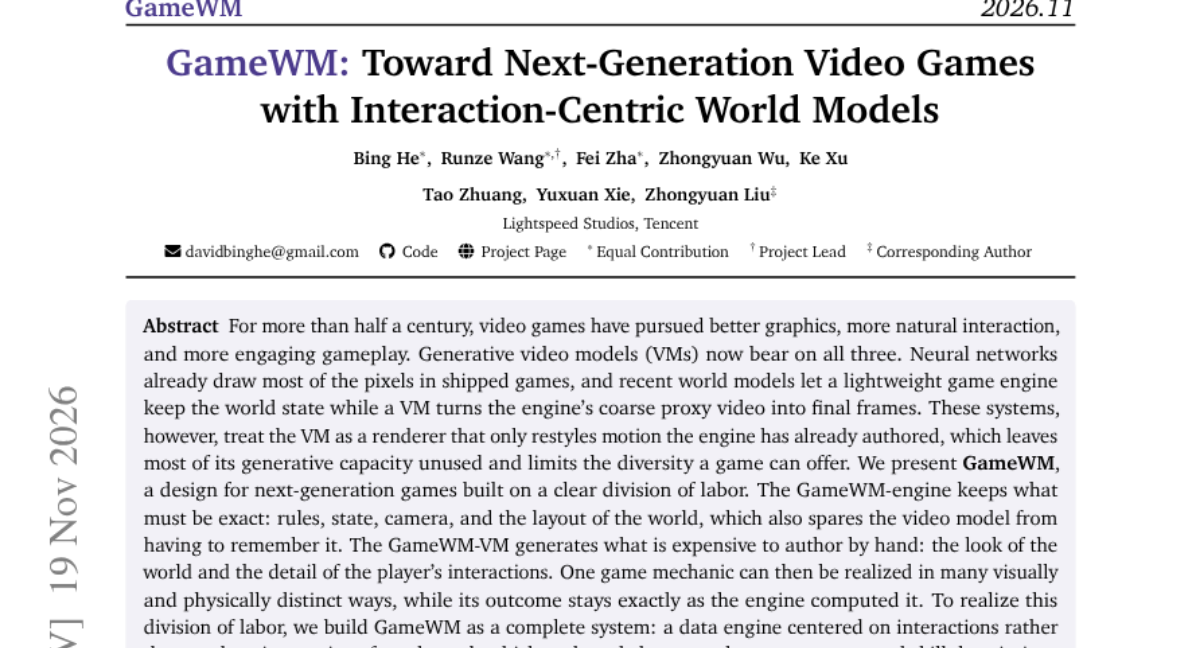 GameWM 2026.11
GameWM: Toward Next-Generation Video Games
with Interaction-Centric World Models
Bing He*, Runze Wang*,†, Fei Zha*, Zhongyuan Wu, Ke Xu
Tao Zhuang, Yuxuan Xie, Zhongyuan Liu‡
Lightspeed Studios, Tencent
davidbinghe@gmail.com Code Project Page *Equal Contribution †Project Lead ‡Corresponding Author
Abstract For more than half a century, video games have pursued better graphics, more natural interaction,
and more engaging gameplay. Generative video models (VMs) now bear on all three. Neural networks
already draw most of the pixels in shipped games, and recent world models let a lightweight game engine
keep the world state while a VM turns the engine's coarse proxy video into final frames. These systems,
however, treat the VM as a renderer that only restyles motion the engine has already authored, which leaves
most of its generative capacity unused and limits the diversity a game can offer. We present GameWM,
a design for next-generation games built on a clear division of labor. The GameWM-engine keeps what
must be exact: rules, state, camera, and the layout of the world, which also spares the video model from
having to remember it. The GameWM-VM generates what is expensive to author by hand: the look of the
world and the detail of the player's interactions. One game mechanic can then be realized in many visually
and physically distinct ways, while its outcome stays exactly as the engine computed it. To realize this
division of labor, we build GameWM as a complete system: a data engine centered on interactions rather
V] 19 Nov 2026